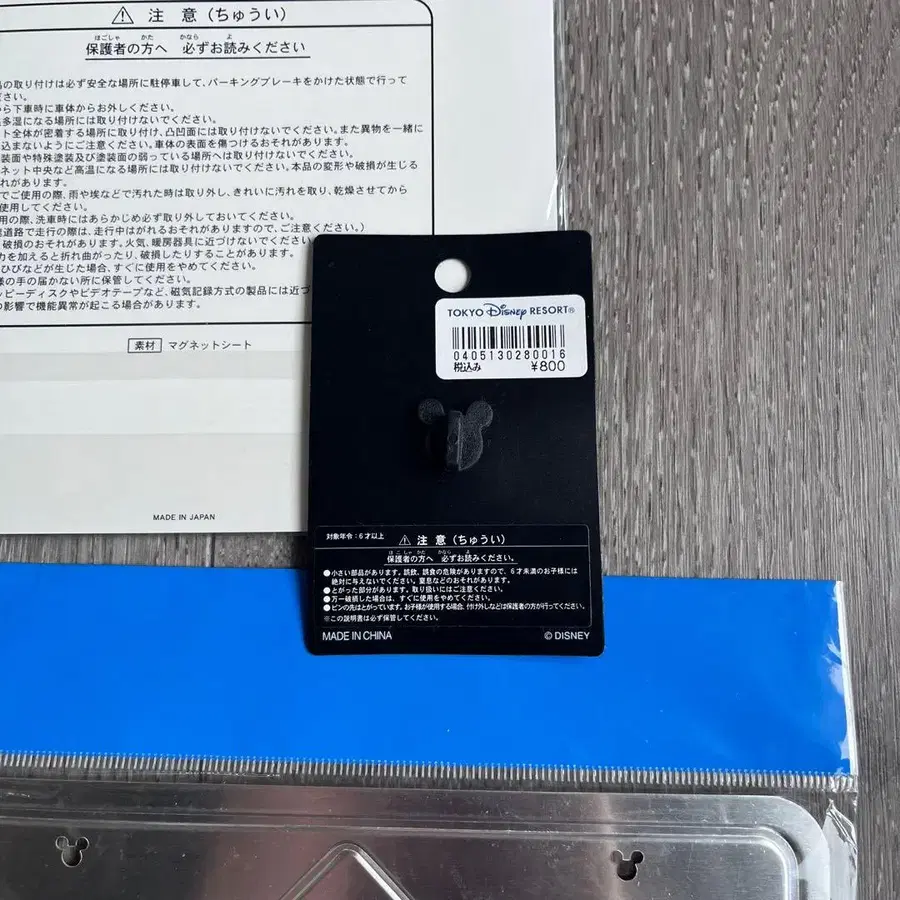 ⚠ 注 意 (ちゅうい)
ほごしゃ かた かなら よ
保護者の方へ 必ずお読みください
品の取り付けは必ず安全な場所に駐停車して、パーキングブレーキをかけた状態で行って
ださい。
から下車時に車体からお外しください。
多湿になる場所には取り付けないでください。
ット全体が密着する場所に取り付け、凸凹面には取り付けないでください。また異物を一緒に
込まないようにご注意ください。車体の表面を傷つけるおそれがあります。
装面や特殊塗装及び塗装面の弱っている場所へは取り付けないでください。
ネット中央など高温になる場所には取り付けないでください。本品の変形や破損が生じる
れがあります。
でご使用の際、雨や埃などで汚れた時は取り外し、きれいに汚れを取り、乾燥させてから
使用してください。
用の際、洗車時にはあらかじめ必ず取り外しておいてください。
道路で走行の際は、走行中はがれるおそれがありますので、ご注意ください。)
破損のおそれがあります。火気、暖房器具に近づけないでください。
力を加えると折れ曲がったり、破損したりすることがあります。
ひびなどが生じた場合、すぐに使用をやめてください。
様の手の届かない所に保管してください。
ッピーディスクやビデオテープなど、磁気記録方式の製品には近づ
の影響で機能異常が起こる場合があります。
素材 マグネットシート
MADE IN JAPAN
TOKYO Disney RESORT®
0405130280016
税込み ¥800
対象年令：6才以上 ⚠ 注 意 (ちゅうい)
ほ ご しゃ かた かなら よ
保護者の方へ 必ずお読みください。
●小さい部品があります。誤飲、誤食の危険がありますので、6才未満のお子様には
絶対に与えないでください。窒息などのおそれがあります。
●とがった部分があります。取り扱いにはご注意ください。
●万一破損した場合は、すぐに使用をやめてください。
●ピンの先はとがっています。お子様が使用する場合、付け外しなどは保護者の方が行ってください。
※この説明書は必ず保管してください。
MADE IN CHINA © DISNEY